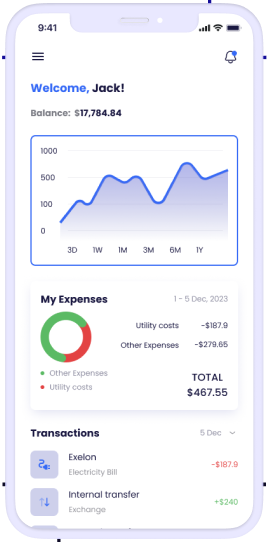 9:41
Welcome, Jack!
Balance: $17,784.84
1000
500
100
0
3D 1W 1M 3M 6M 1Y
My Expenses 1 - 5 Dec, 2023
Utility costs -$187.9
Other Expenses -$279.65
Other Expenses
Utility costs
TOTAL
$467.55
Transactions 5 Dec
Exelon
Electricity Bill
-$187.9
Internal transfer
Exchange
+$240